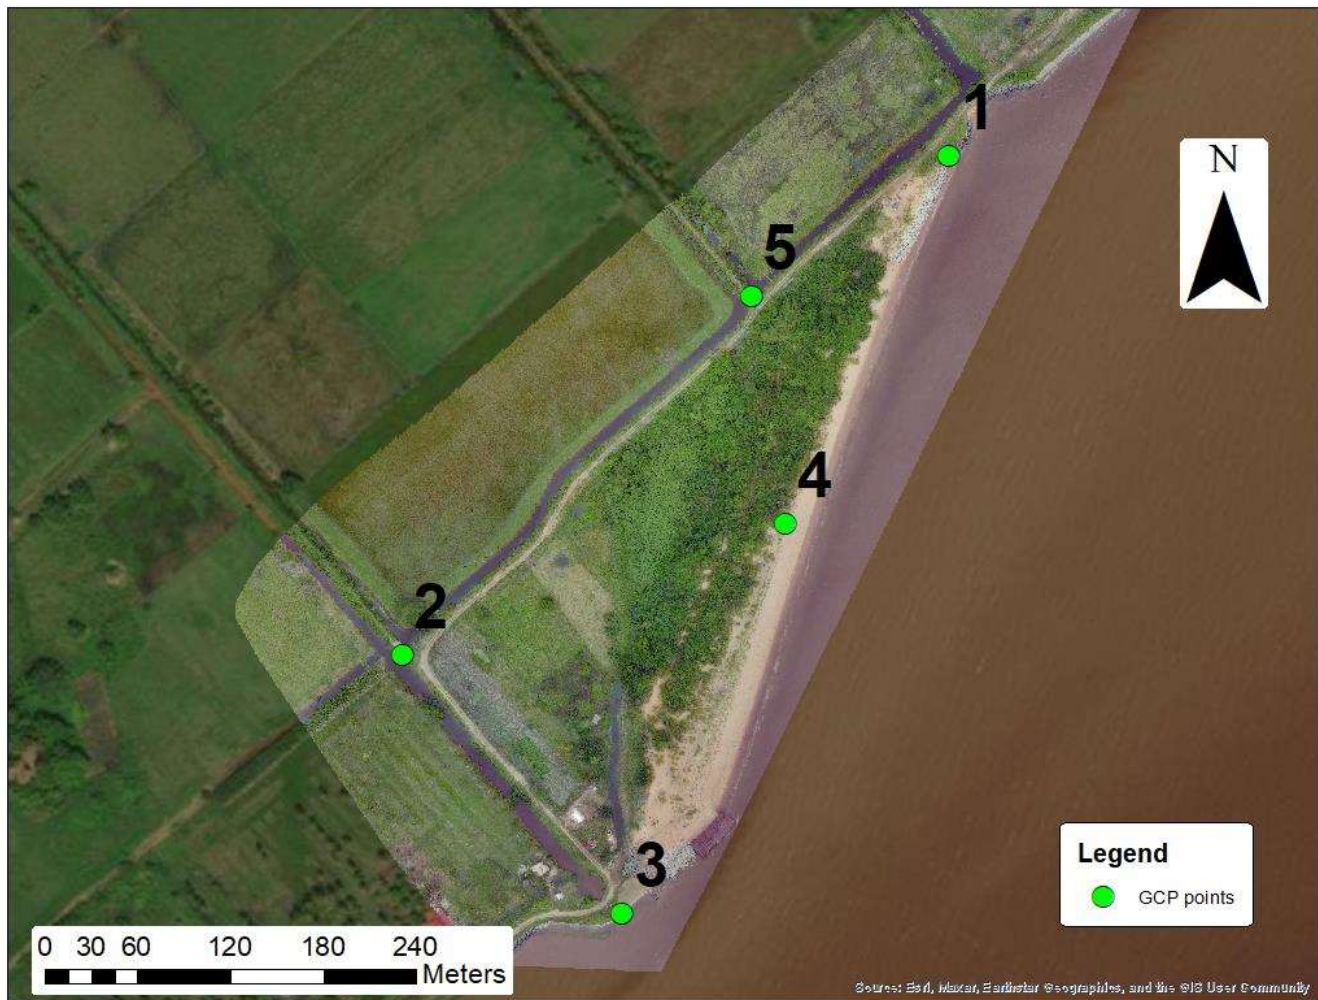 1
N
5
4
2
3
Legend
GCP points
0 30 60 120 180 240
Meters
Source: Esri, Maxar, Earthstar Geographics, and the GIS User Community